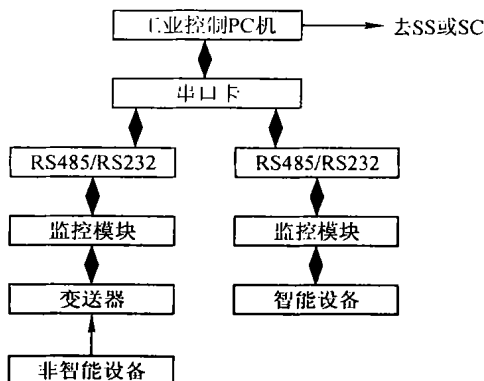 工业控制PC机
去SS或SC
串口卡
RS485/RS232
RS485/RS232
监控模块
监控模块
变送器
智能设备
非智能设备